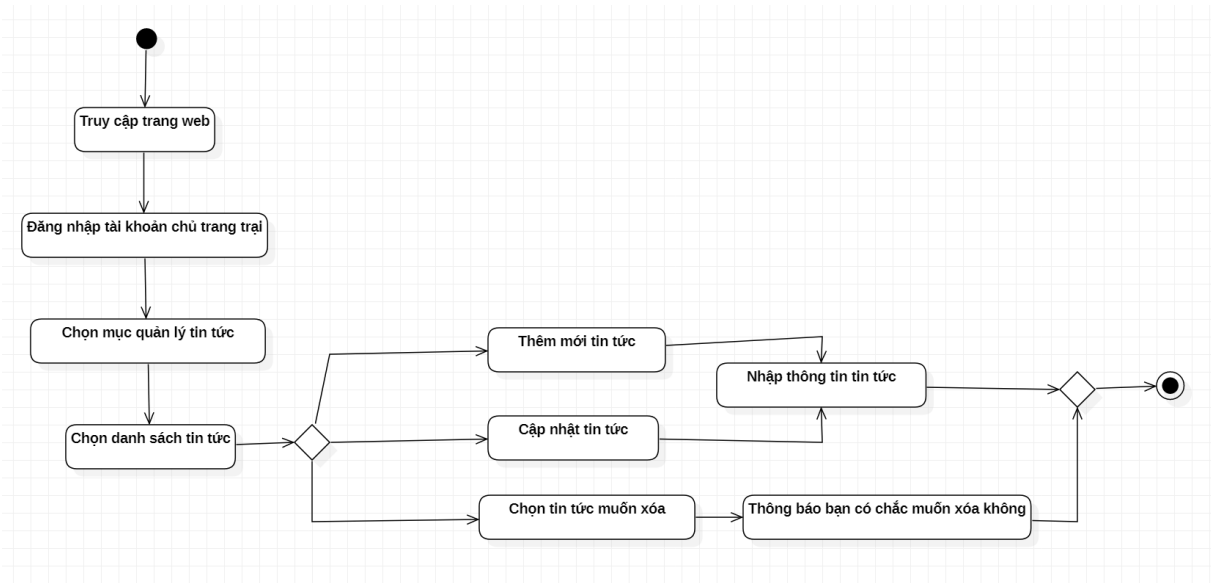 Truy cập trang web
Đăng nhập tài khoản chủ trang trại
Chọn mục quản lý tin tức
Chọn danh sách tin tức
Thêm mới tin tức
Nhập thông tin tin tức
Cập nhật tin tức
Chọn tin tức muốn xóa
Thông báo bạn có chắc muốn xóa không